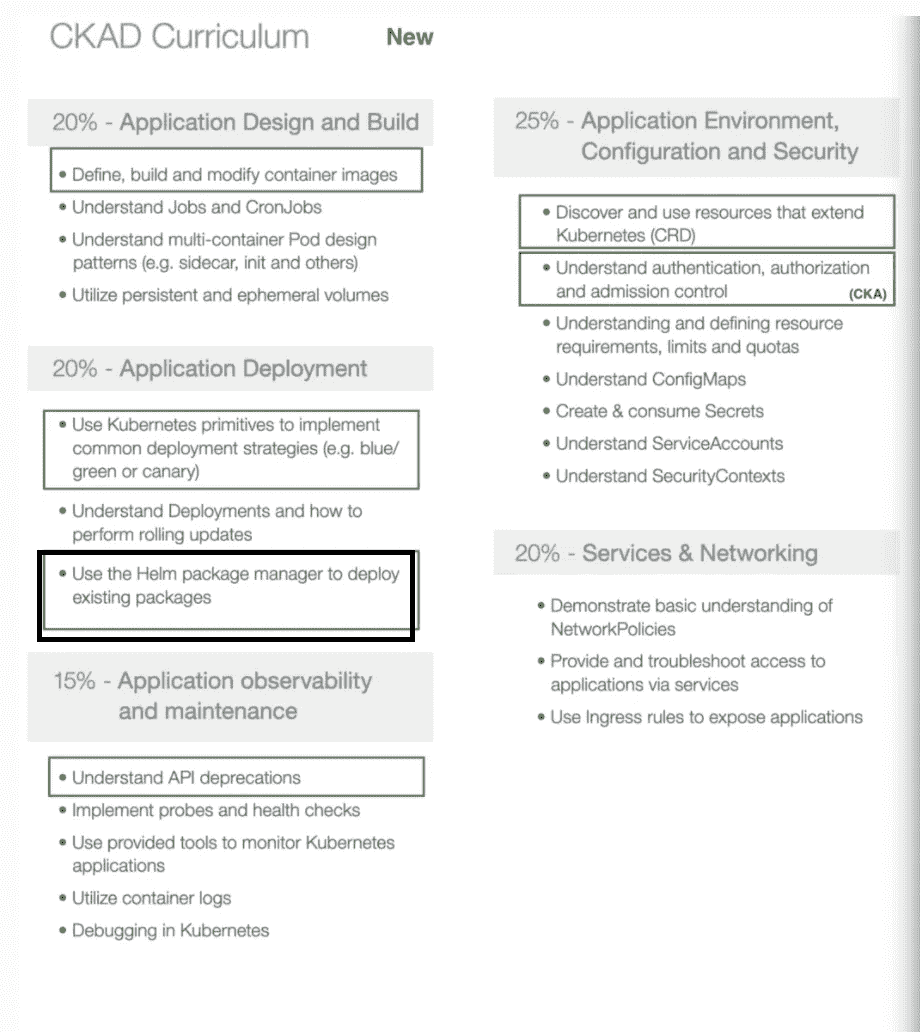 CKAD Curriculum New
20% - Application Design and Build
• Define, build and modify container images
• Understand Jobs and CronJobs
• Understand multi-container Pod design
patterns (e.g. sidecar, init and others)
• Utilize persistent and ephemeral volumes
20% - Application Deployment
• Use Kubernetes primitives to implement
common deployment strategies (e.g. blue/
green or canary)
• Understand Deployments and how to
perform rolling updates
• Use the Helm package manager to deploy
existing packages
15% - Application observability
and maintenance
• Understand API deprecations
• Implement probes and health checks
• Use provided tools to monitor Kubernetes
applications
• Utilize container logs
• Debugging in Kubernetes
25% - Application Environment,
Configuration and Security
• Discover and use resources that extend
Kubernetes (CRD)
• Understand authentication, authorization
and admission control (CKA)
• Understanding and defining resource
requirements, limits and quotas
• Understand ConfigMaps
• Create & consume Secrets
• Understand ServiceAccounts
• Understand SecurityContexts
20% - Services & Networking
• Demonstrate basic understanding of
NetworkPolicies
• Provide and troubleshoot access to
applications via services
• Use Ingress rules to expose applications